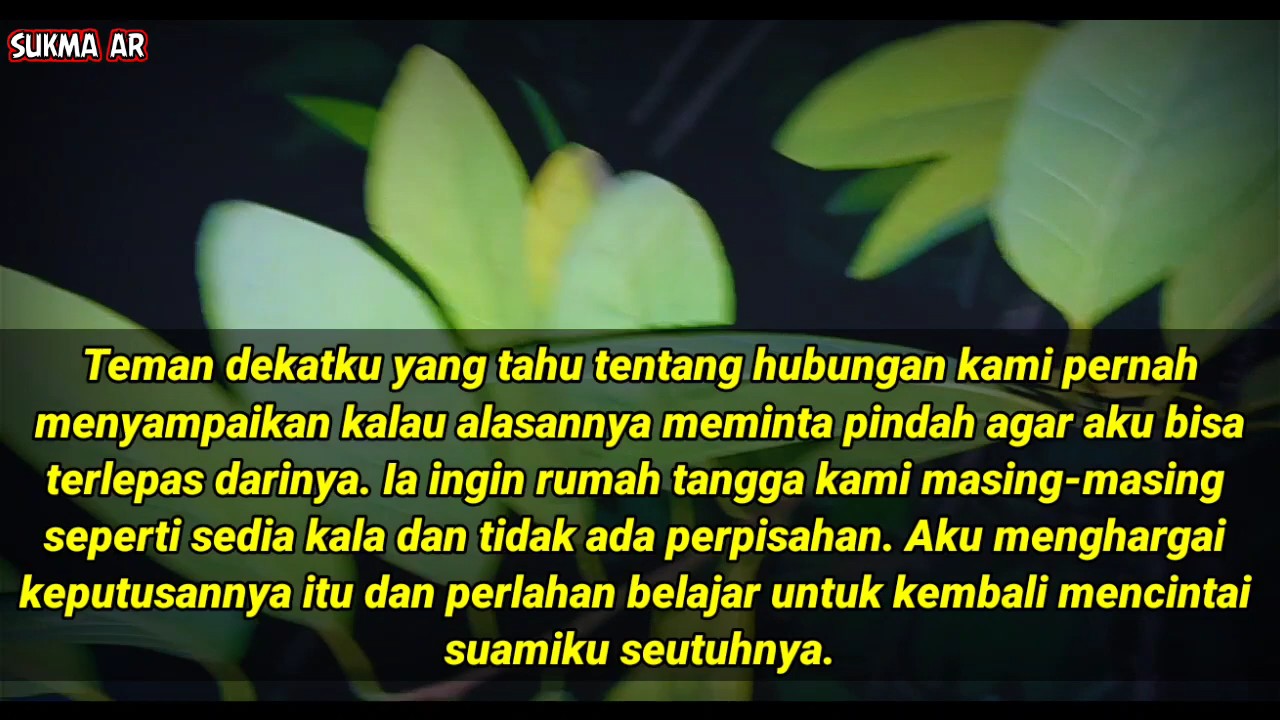 SUKMA AR
Teman dekatku yang tahu tentang hubungan kami pernah
menyampaikan kalau alasannya meminta pindah agar aku bisa
terlepas darinya. Ia ingin rumah tangga kami masing-masing
seperti sedia kala dan tidak ada perpisahan. Aku menghargai
keputusannya itu dan perlahan belajar untuk kembali mencintai
suamiku seutuhnya.